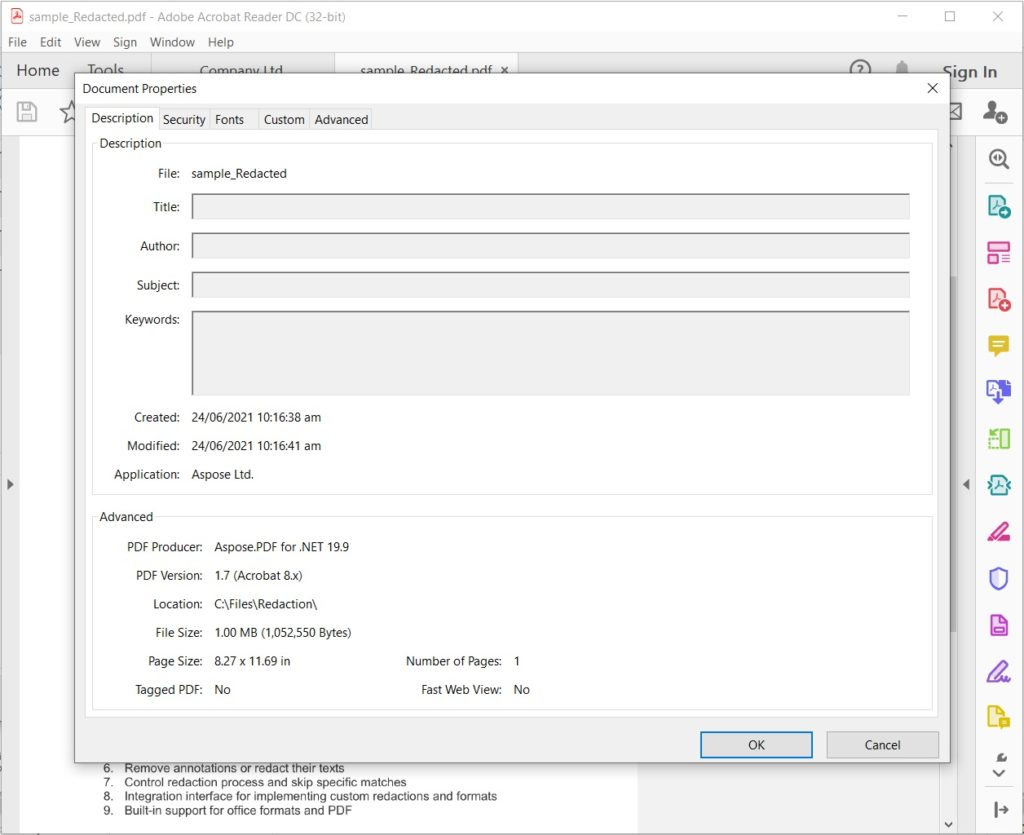 sample_Redacted.pdf - Adobe Acrobat Reader DC (32-bit)
File Edit View Sign Window Help
Home Tools Company Ltd sample_Redacted.pdf × ? Sign In
Document Properties
Description Security Fonts Custom Advanced
Description
File: sample_Redacted
Title:
Author:
Subject:
Keywords:
Created: 24/06/2021 10:16:38 am
Modified: 24/06/2021 10:16:41 am
Application: Aspose Ltd.
Advanced
PDF Producer: Aspose.PDF for .NET 19.9
PDF Version: 1.7 (Acrobat 8.x)
Location: C:\Files\Redaction\
File Size: 1.00 MB (1,052,550 Bytes)
Page Size: 8.27 x 11.69 in Number of Pages: 1
Tagged PDF: No Fast Web View: No
OK Cancel
6. Remove annotations or redact their texts
7. Control redaction process and skip specific matches
8. Integration interface for implementing custom redactions and formats
9. Built-in support for office formats and PDF